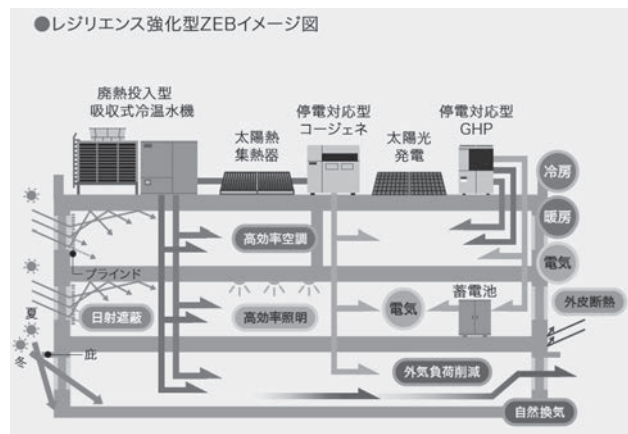 ●レジリエンス強化型ZEBイメージ図
廃熱投入型
吸収式冷温水機
太陽熱
集熱器
停電対応型
コージェネ
太陽光
発電
停電対応型
GHP
冷房
暖房
電気
高効率空調
ブラインド
日射遮蔽
高効率照明
電気
蓄電池
外皮断熱
夏
冬
庇
外気負荷削減
自然換気